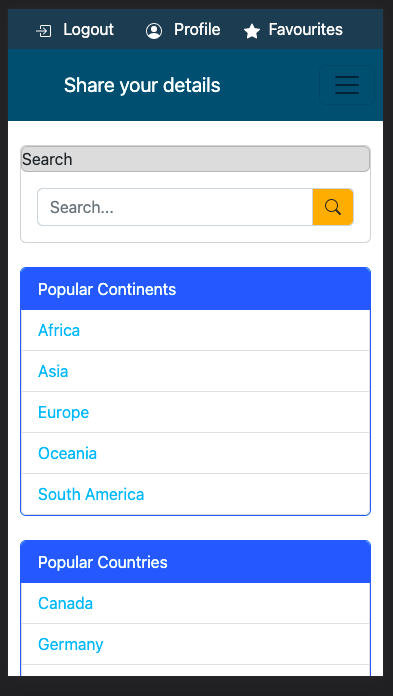 Logout Profile Favourites
Share your details
Search
Search...
Popular Continents
Africa
Asia
Europe
Oceania
South America
Popular Countries
Canada
Germany